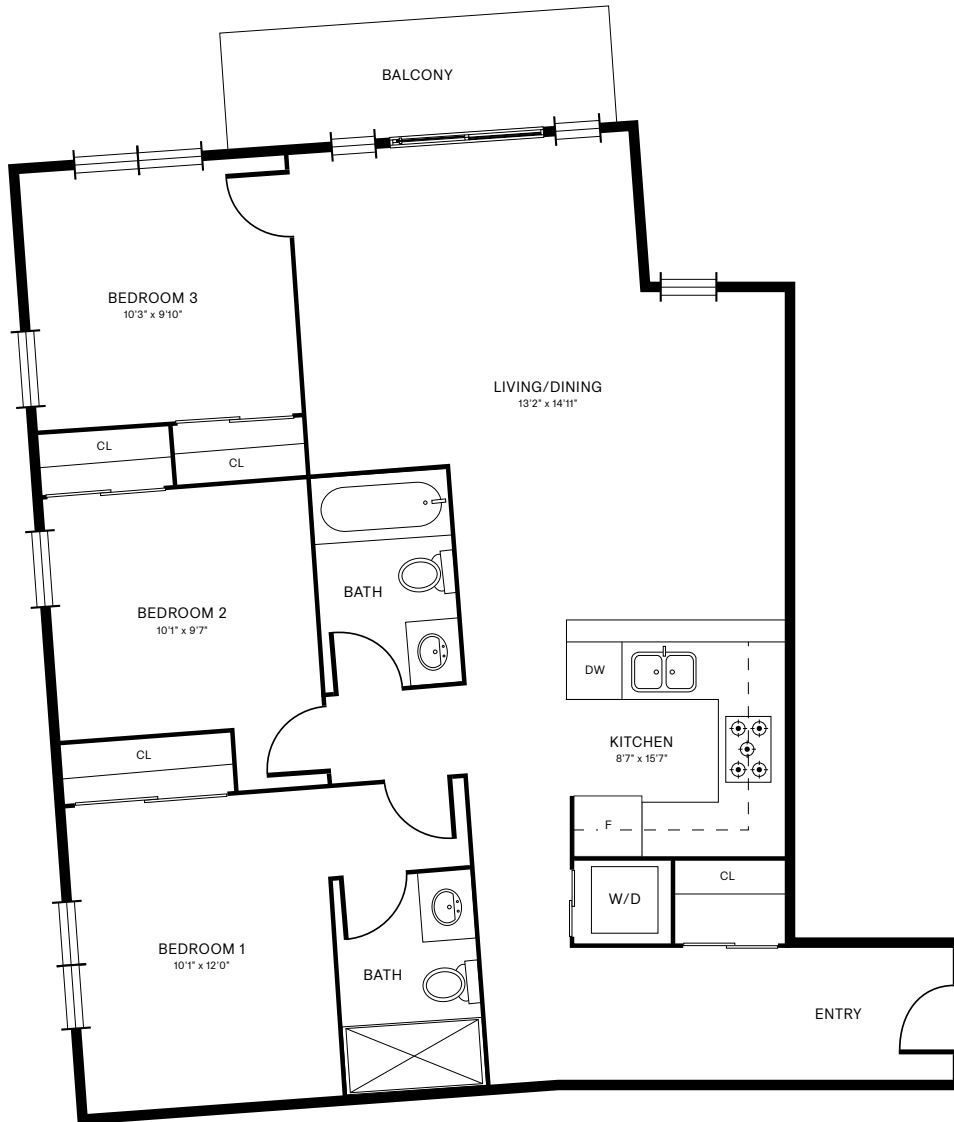 BALCONY
BEDROOM 3
10'3" x 9'10"
LIVING/DINING
13'2" x 14'11"
CL
CL
BATH
BEDROOM 2
10'1" x 9'7"
DW
KITCHEN
8'7" x 15'7"
CL
F
CL
W/D
BEDROOM 1
10'1" x 12'0"
BATH
ENTRY